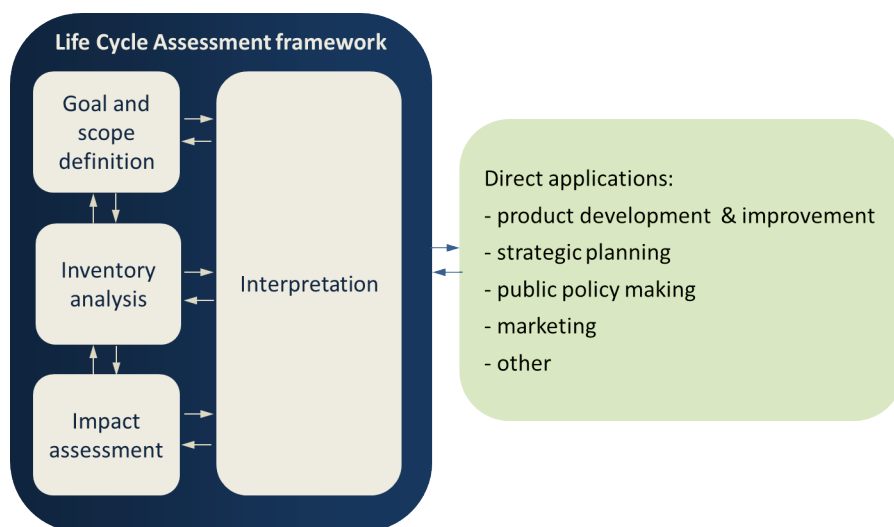 Life Cycle Assessment framework
Goal and
scope
definition
Inventory
analysis
Impact
assessment
Interpretation
Direct applications:
- product development & improvement
- strategic planning
- public policy making
- marketing
- other